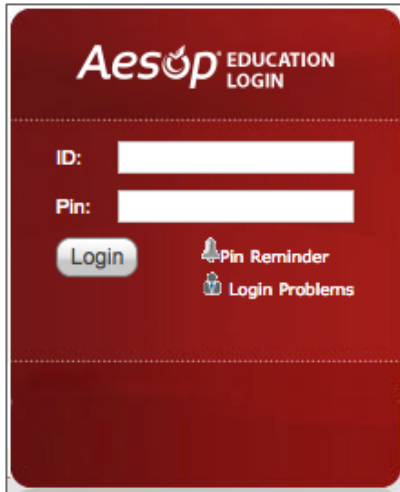 Aesop EDUCATION
LOGIN
ID:
Pin:
Login
Pin Reminder
Login Problems